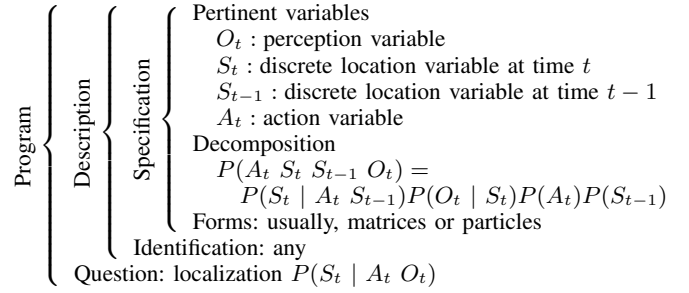 Program
Description
Specification
Pertinent variables
O_t : perception variable
S_t : discrete location variable at time t
S_{t−1} : discrete location variable at time t − 1
A_t : action variable
Decomposition
P(A_t S_t S_{t−1} O_t) =
P(S_t | A_t S_{t−1})P(O_t | S_t)P(A_t)P(S_{t−1})
Forms: usually, matrices or particles
Identification: any
Question: localization P(S_t | A_t O_t)